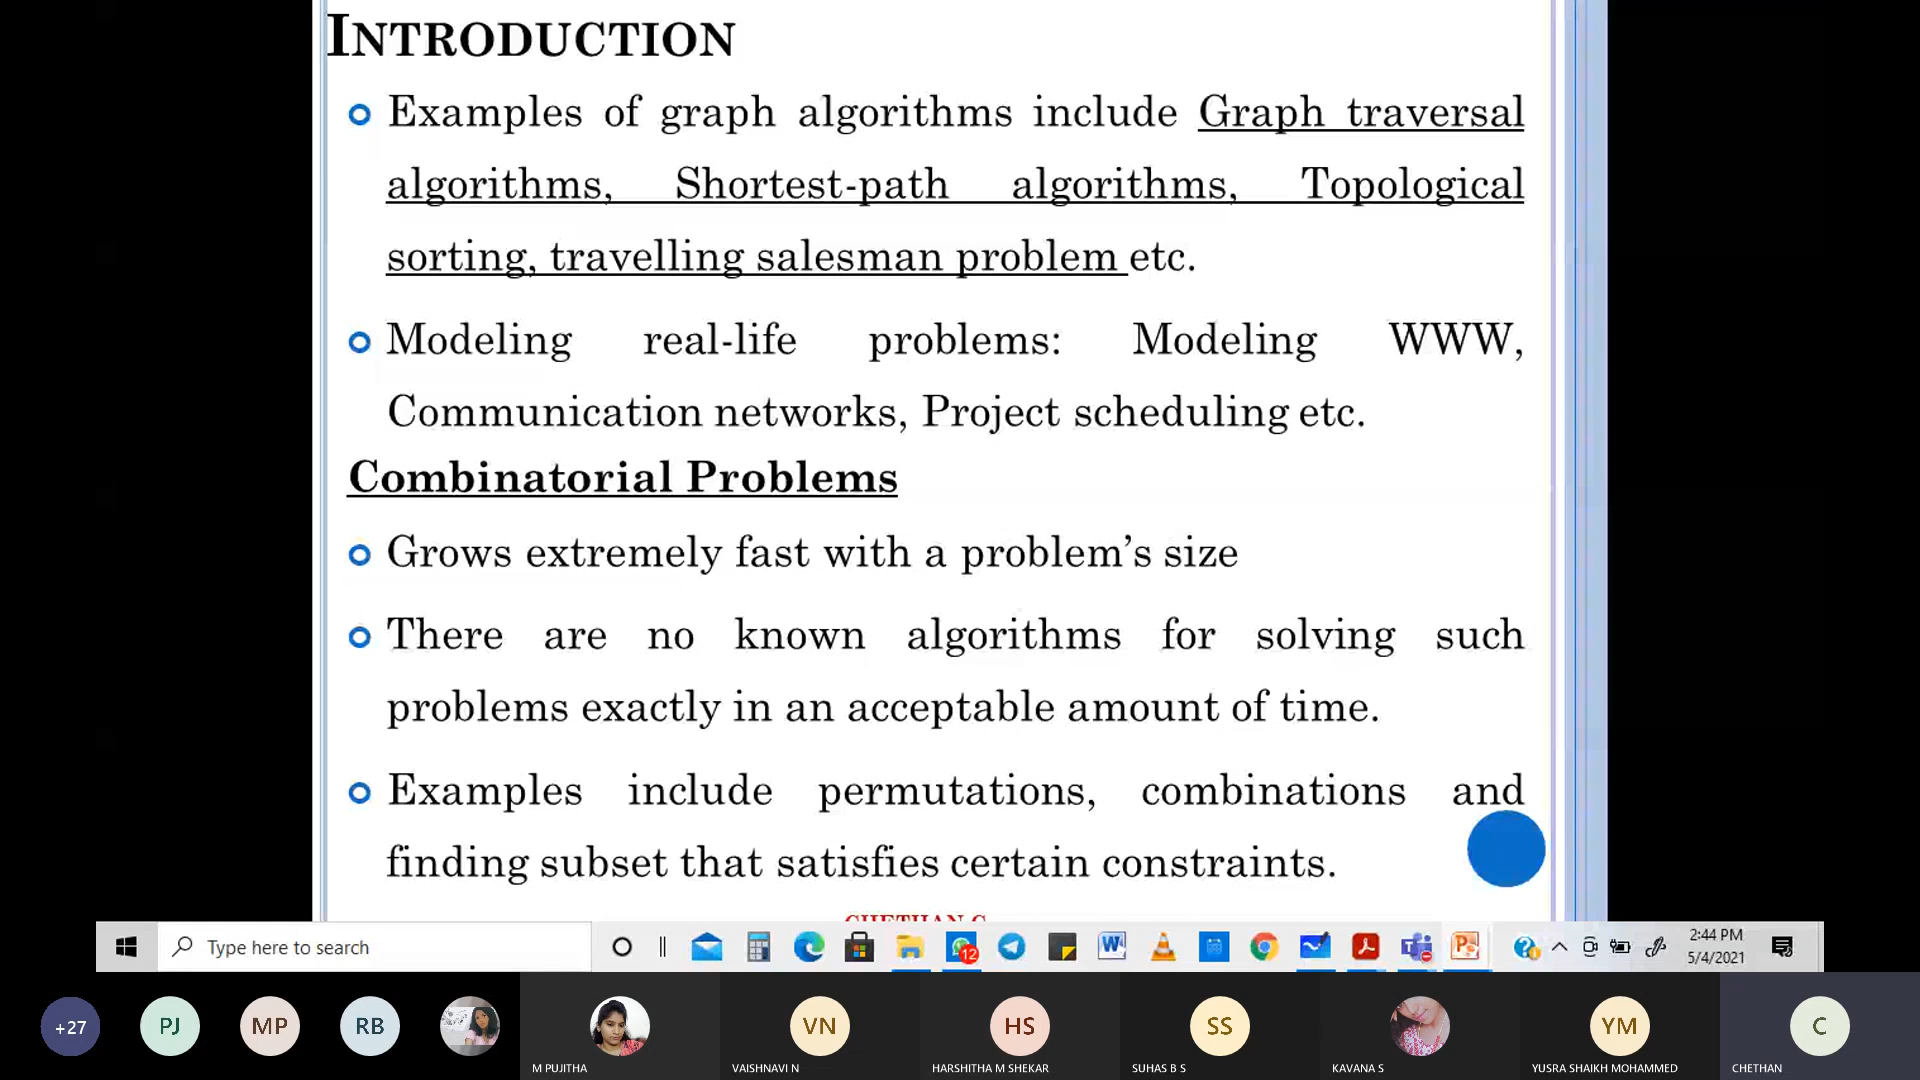 INTRODUCTION
Examples of graph algorithms include Graph traversal
algorithms, Shortest-path algorithms, Topological
sorting, travelling salesman problem etc.
Modeling real-life problems: Modeling WWW,
Communication networks, Project scheduling etc.
Combinatorial Problems
Grows extremely fast with a problem’s size
There are no known algorithms for solving such
problems exactly in an acceptable amount of time.
Examples include permutations, combinations and
finding subset that satisfies certain constraints.
CHETHAN C
Type here to search
12
2:44 PM
5/4/2021
+27
PJ
MP
RB
VN
HS
SS
YM
C
M PUJITHA
VAISHNAVI N
HARSHITHA M SHEKAR
SUHAS B S
KAVANA S
YUSRA SHAIKH MOHAMMED
CHETHAN